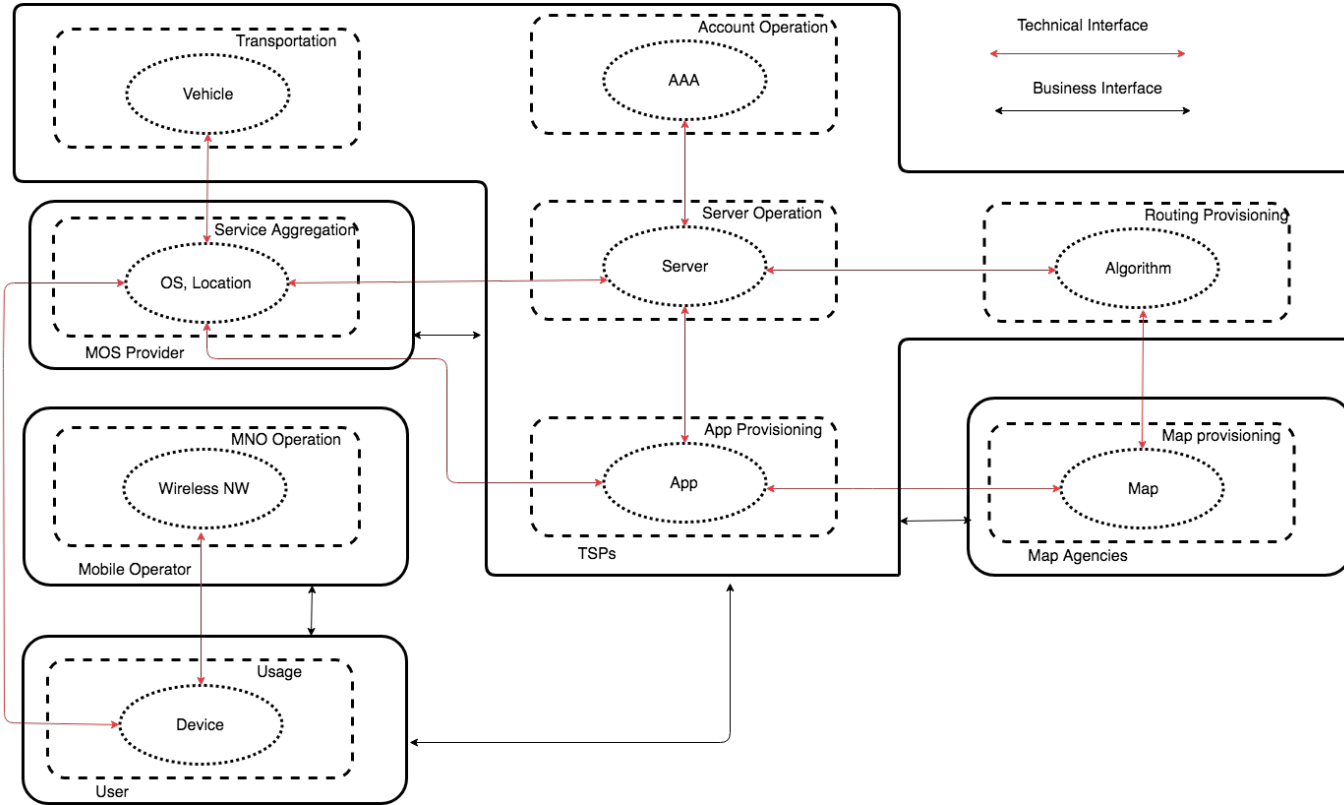 Transportation
Vehicle
Account Operation
AAA
Technical Interface
Business Interface
Service Aggregation
OS, Location
MOS Provider
Server Operation
Server
Routing Provisioning
Algorithm
MNO Operation
Wireless NW
Mobile Operator
App Provisioning
App
TSPs
Map provisioning
Map
Map Agencies
Usage
Device
User